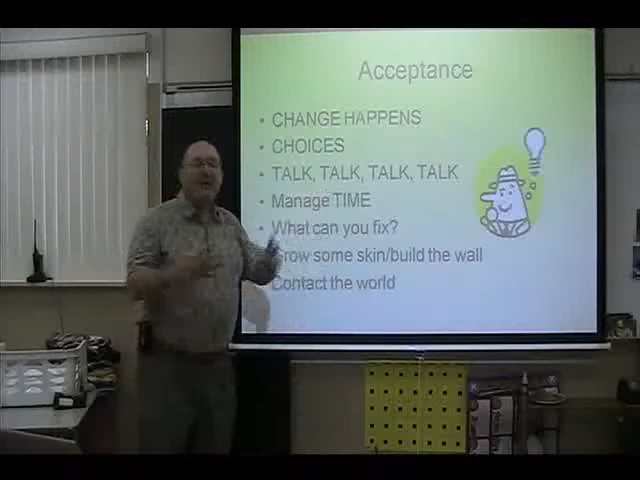 Acceptance
• CHANGE HAPPENS
• CHOICES
• TALK, TALK, TALK, TALK
• Manage TIME
• What can you fix?
• Grow some skin/build the wall
• Contact the world